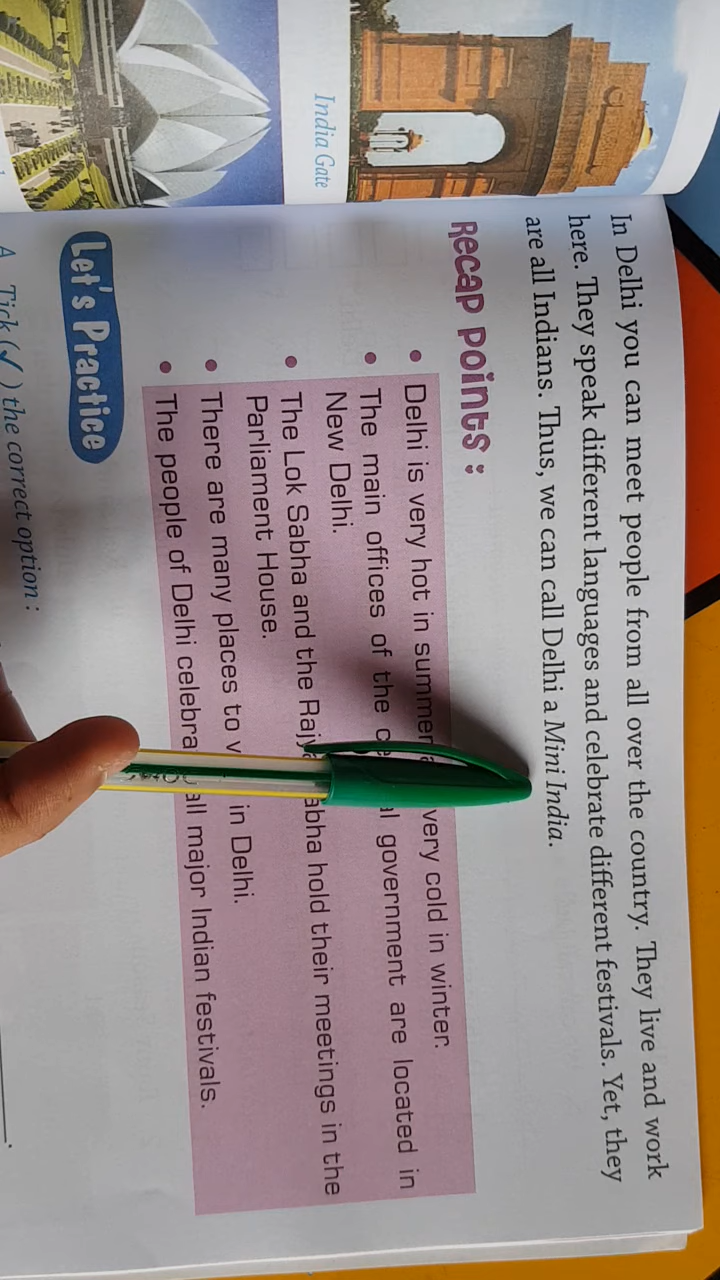 India Gate
In Delhi you can meet people from all over the country. They live and work
here. They speak different languages and celebrate different festivals. Yet, they
are all Indians. Thus, we can call Delhi a Mini India.
Recap points :
• Delhi is very hot in summer very cold in winter.
• The main offices of the government are located in
New Delhi.
• The Lok Sabha and the hold their meetings in the
Parliament House.
• There are many places to in Delhi.
• The people of Delhi all major Indian festivals.
Let's Practice
A Tick (✓) the correct option :